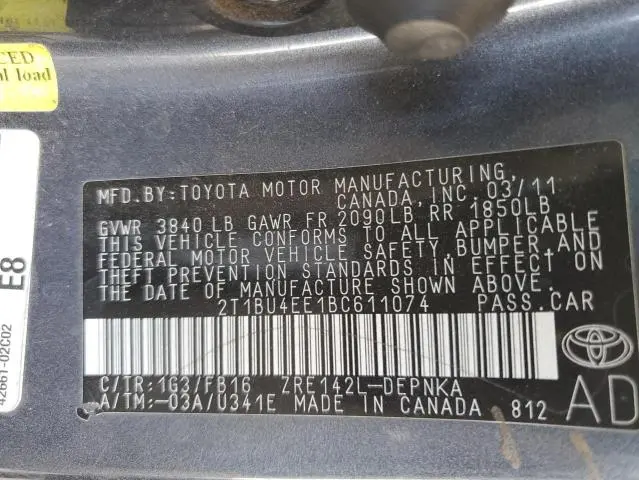 CED
al load
42661-02C02
E8
MFD.BY:TOYOTA MOTOR MANUFACTURING,
CANADA, INC. 03/11
GVWR 3840 LB GAWR FR 2090LB RR 1850LB
THIS VEHICLE CONFORMS TO ALL APPLICABLE
FEDERAL MOTOR VEHICLE SAFETY,BUMPER,AND
THEFT PREVENTION STANDARDS IN EFFECT ON
THE DATE OF MANUFACTURE SHOWN ABOVE.
2T1BU4EE1BC611074 PASS.CAR
C/TR:1G3/FB16 ZRE142L-DEPNKA
A/TM:-03A/U341E MADE IN CANADA 812
AD